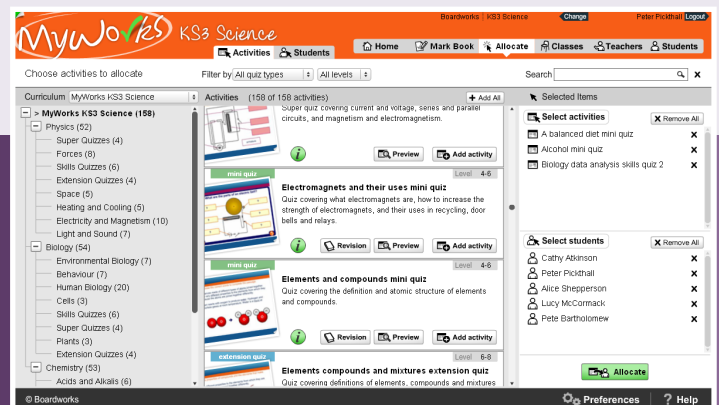 Boardworks | KS3 Science
Change
Peter Pickthall
Logout
MyWorks
KS3 Science
Activities
Students
Home
Mark Book
Allocate
Classes
Teachers
Students
Choose activities to allocate
Filter by
All quiz types
All levels
Search
x
Curriculum
MyWorks KS3 Science
Activities (158 of 158 activities)
+ Add All
Selected Items
> MyWorks KS3 Science (158)
Physics (52)
Super Quizzes (4)
Forces (8)
Skills Quizzes (6)
Extension Quizzes (4)
Space (5)
Heating and Cooling (5)
Electricity and Magnetism (10)
Light and Sound (7)
Biology (54)
Environmental Biology (7)
Behaviour (7)
Human Biology (20)
Cells (3)
Skills Quizzes (6)
Super Quizzes (4)
Plants (3)
Extension Quizzes (4)
Chemistry (53)
Acids and Alkalis (6)
Super quiz covering current and voltage, series and parallel
circuits, and magnetism and electromagnetism.
i
Preview
Add activity
mini quiz
Level 4-6
Electromagnets and their uses mini quiz
Quiz covering what electromagnets are, how to increase the
strength of electromagnets, and their uses in recycling, door
bells and relays.
i
Revision
Preview
Add activity
mini quiz
Level 4-6
Elements and compounds mini quiz
Quiz covering the definition and atomic structure of elements
and compounds.
i
Revision
Preview
Add activity
extension quiz
Level 6-8
Elements compounds and mixtures extension quiz
Quiz covering definitions of elements, compounds and mixtures
Select activities
x Remove All
A balanced diet mini quiz x
Alcohol mini quiz x
Biology data analysis skills quiz 2 x
Select students
x Remove All
Cathy Atkinson x
Peter Pickthall x
Alice Shepperson x
Lucy McCormack x
Pete Bartholomew x
Allocate
© Boardworks
Preferences
? Help